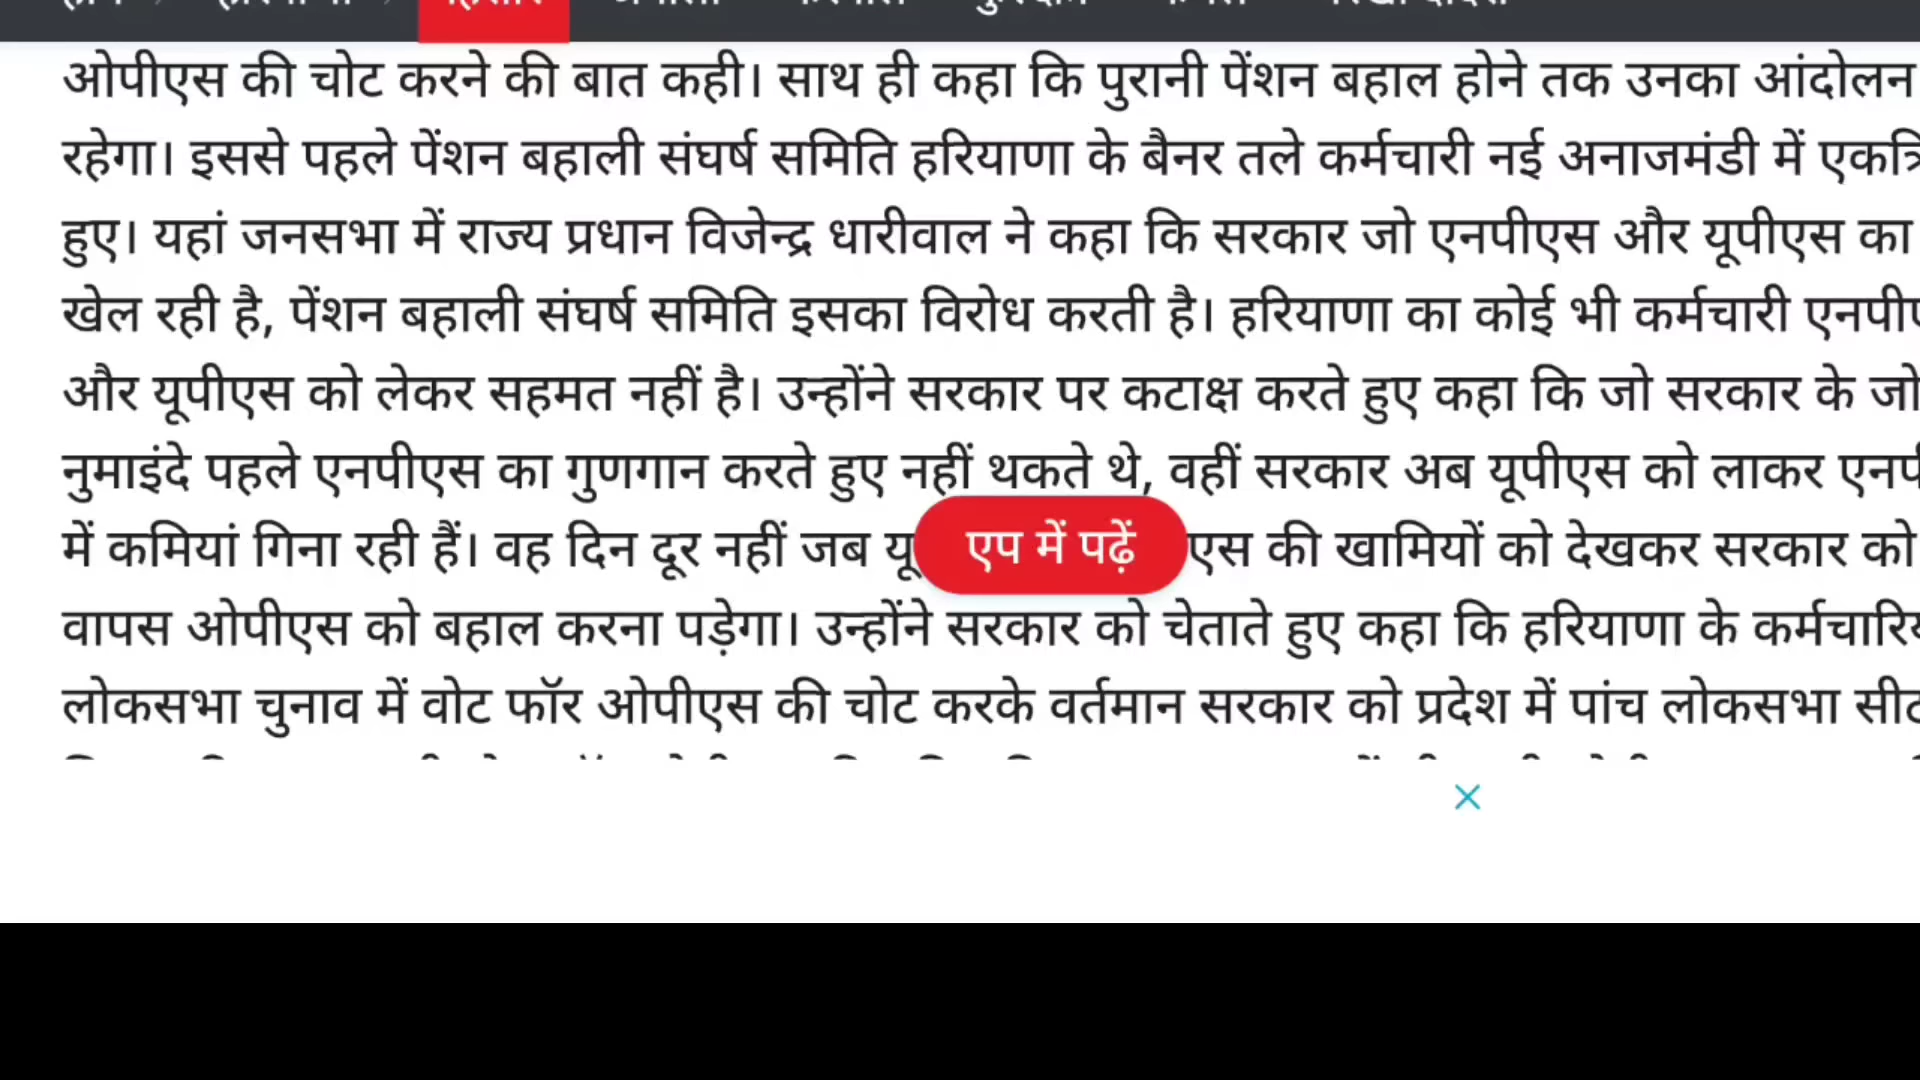 ओपीएस की चोट करने की बात कही। साथ ही कहा कि पुरानी पेंशन बहाल होने तक उनका आंदोलन
रहेगा। इससे पहले पेंशन बहाली संघर्ष समिति हरियाणा के बैनर तले कर्मचारी नई अनाजमंडी में
हुए। यहां जनसभा में राज्य प्रधान विजेन्द्र धारीवाल ने कहा कि सरकार जो एनपीएस और यूपीएस का
खेल रही है, पेंशन बहाली संघर्ष समिति इसका विरोध करती है। हरियाणा का कोई भी कर्मचारी
और यूपीएस को लेकर सहमत नहीं है। उन्होंने सरकार पर कटाक्ष करते हुए कहा कि जो सरकार के जो
नुमाइंदे पहले एनपीएस का गुणगान करते हुए नहीं थकते थे, वहीं सरकार अब यूपीएस को लाकर
में कमियां गिना रही हैं। वह दिन दूर नहीं जब यू एप में पढ़ें एस की खामियों को देखकर सरकार को
वापस ओपीएस को बहाल करना पड़ेगा। उन्होंने सरकार को चेताते हुए कहा कि हरियाणा के
लोकसभा चुनाव में वोट फॉर ओपीएस की चोट करके वर्तमान सरकार को प्रदेश में पांच लोकसभा